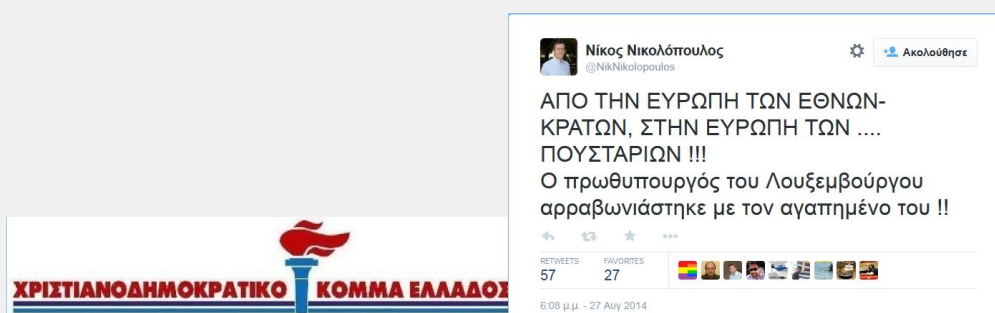 Νίκος Νικολόπουλος
@NikNikolopoulos
Ακολούθησε
ΑΠΟ ΤΗΝ ΕΥΡΩΠΗ ΤΩΝ ΕΘΝΩΝ-
ΚΡΑΤΩΝ, ΣΤΗΝ ΕΥΡΩΠΗ ΤΩΝ ....
ΠΟΥΣΤΑΡΙΩΝ !!!
Ο πρωθυπουργός του Λουξεμβούργου
αρραβωνιάστηκε με τον αγαπημένο του !!
RETWEETS FAVORITES
57 27
6:08 μ.μ. - 27 Αυγ 2014
ΧΡΙΣΤΙΑΝΟΔΗΜΟΚΡΑΤΙΚΟ ΚΟΜΜΑ ΕΛΛΑΔΟΣ